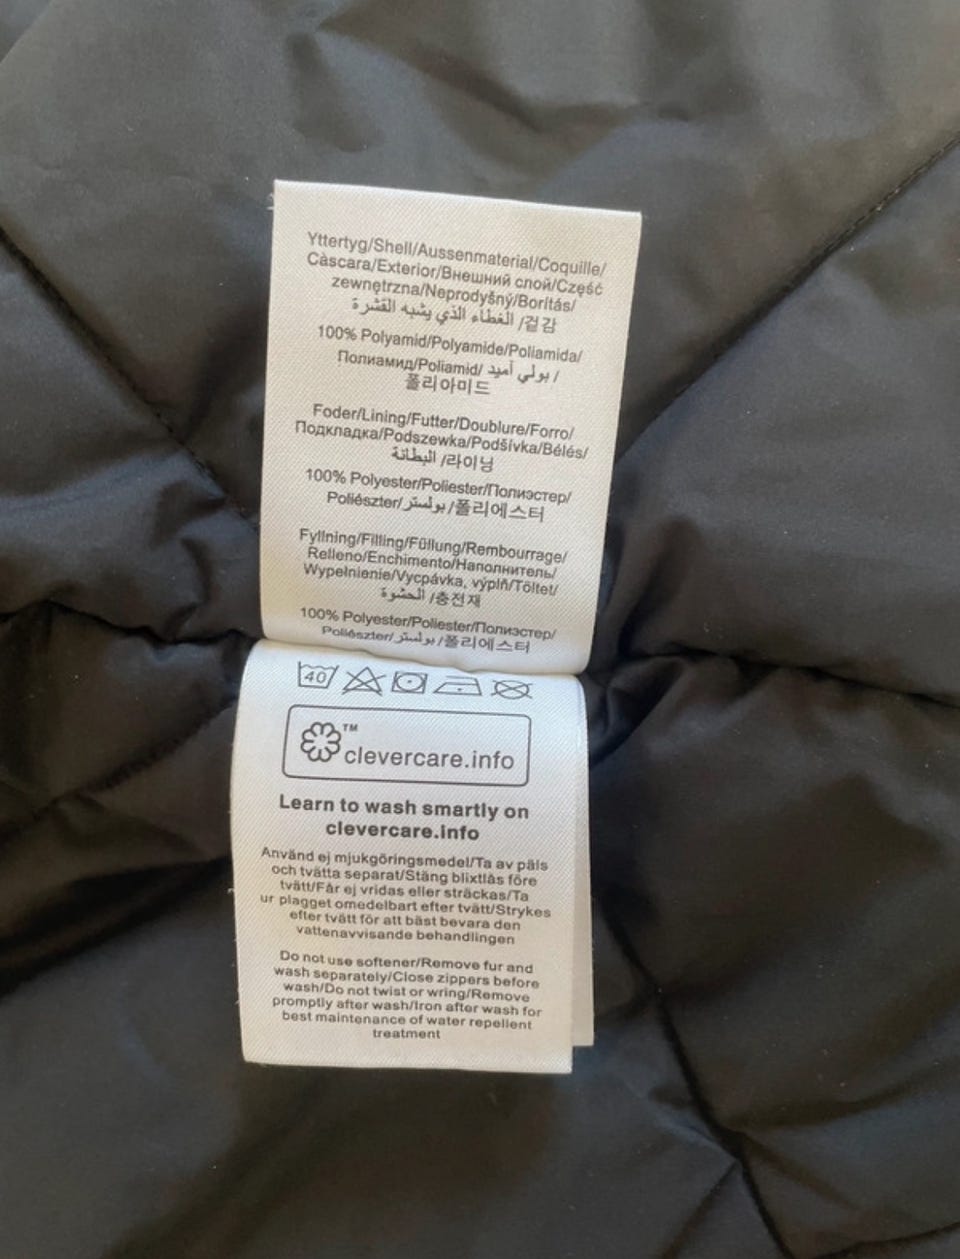 Yttertyg/Shell/Aussenmaterial/Coquille/
Càscara/Exterior/Внешний слой/Część
zewnętrzna/Neprodyšný/Borítás/
الغطاء الذي يشبه القشرة /겉감
100% Polyamid/Polyamide/Poliamida/
Полиамид/Poliamid/ بولي أميد /
폴리아미드
Foder/Lining/Futter/Doublure/Forro/
Подкладка/Podszewka/Podšívka/Bélés/
البطانة /라이닝
100% Polyester/Poliester/Полиэстер/
Poliészter/بولستر/폴리에스터
Fyllning/Filling/Füllung/Rembourrage/
Relleno/Enchimento/Наполнитель/
Wypełnienie/Vycpávka, výplň/Töltet/
الحشوة /충전재
100% Polyester/Poliester/Полиэстер/
Poliészter/بولستر/폴리에스터
40
™
clevercare.info
Learn to wash smartly on
clevercare.info
Använd ej mjukgöringsmedel/Ta av päls
och tvätta separat/Stäng blixtlås före
tvätt/Får ej vridas eller sträckas/Ta
ur plagget omedelbart efter tvätt/Strykes
efter tvätt för att bäst bevara den
vattenavvisande behandlingen
Do not use softener/Remove fur and
wash separately/Close zippers before
wash/Do not twist or wring/Remove
promptly after wash/Iron after wash for
best maintenance of water repellent
treatment